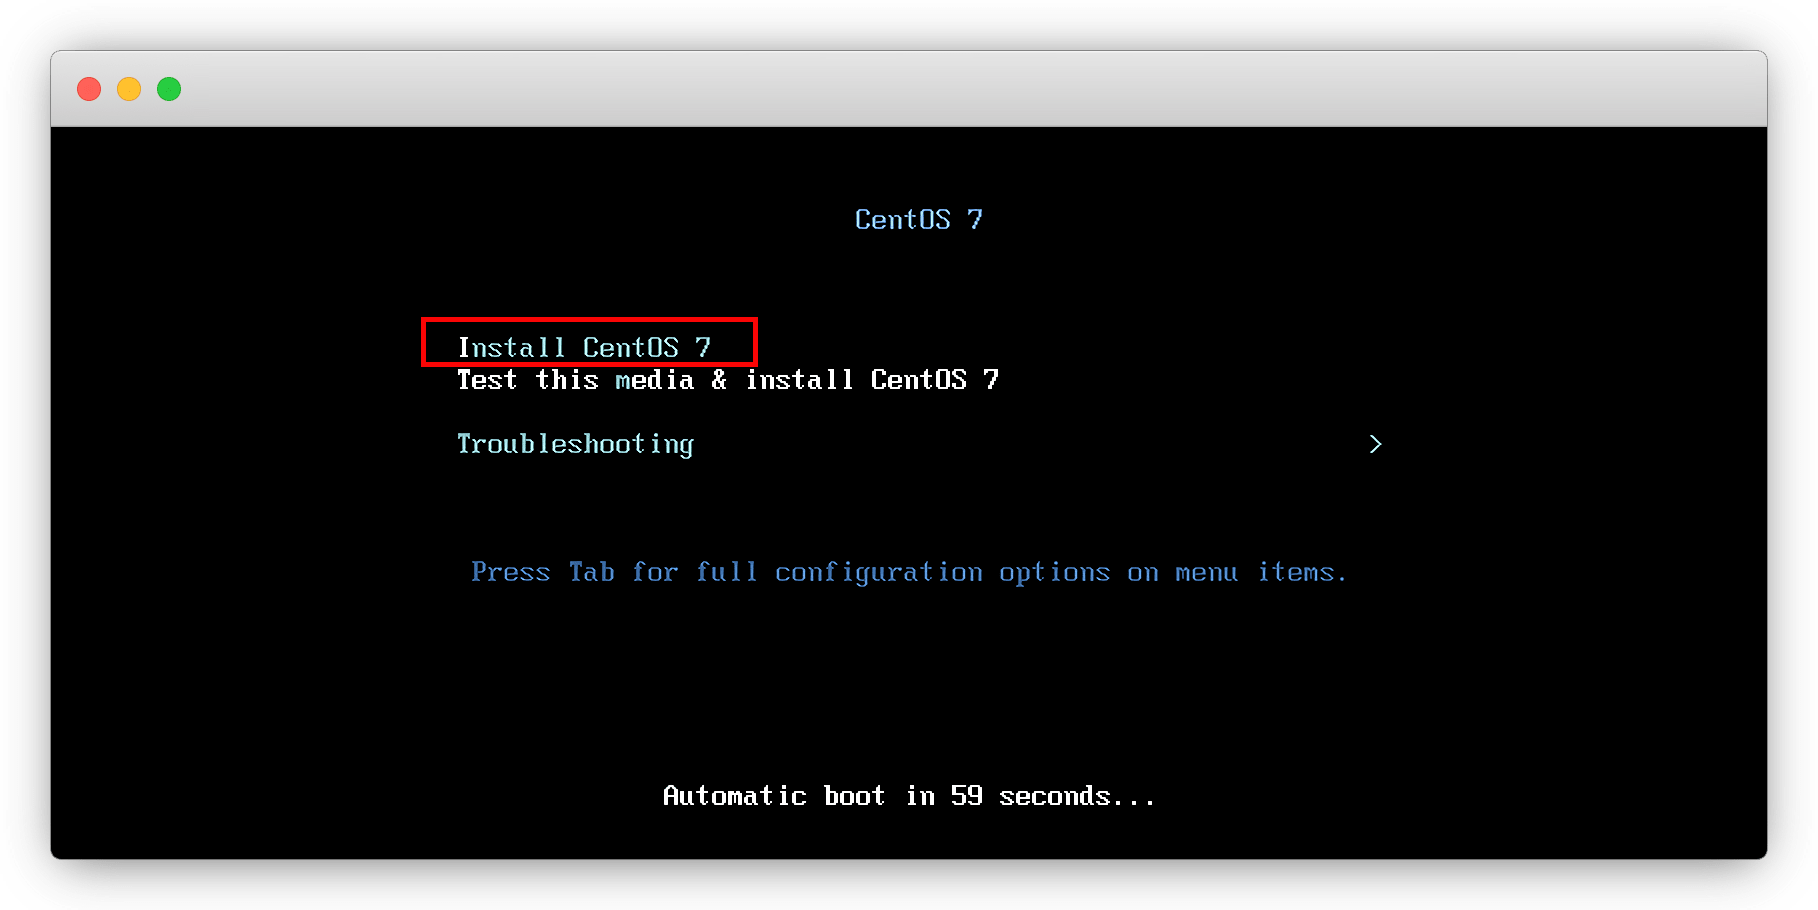 CentOS 7
Install CentOS 7
Test this media & install CentOS 7
Troubleshooting >
Press Tab for full configuration options on menu items.
Automatic boot in 59 seconds...